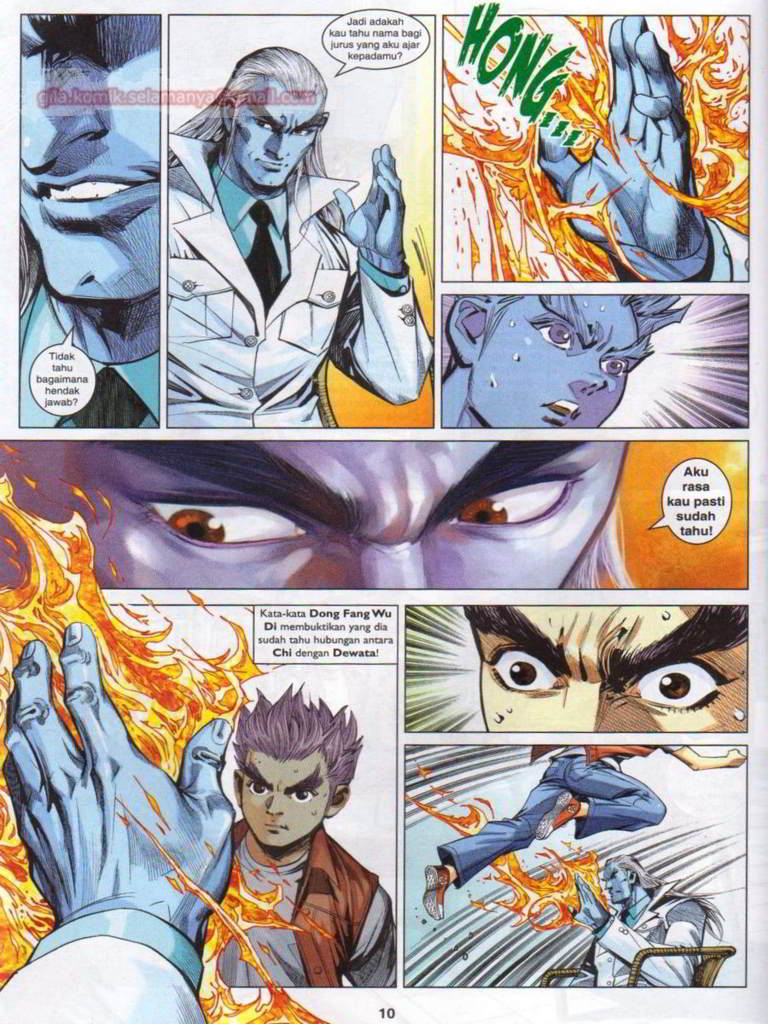 Jadi adakah
kau tahu nama bagi
jurus yang aku ajar
kepadamu?
gila.komik.selamanya@gmail.com
Tidak
tahu
bagaimana
hendak
jawab?
HONG...
Aku
rasa
kau pasti
sudah
tahu!
Kata-kata Dong Fang Wu
Di membuktikan yang dia
sudah tahu hubungan antara
Chi dengan Dewata!
10